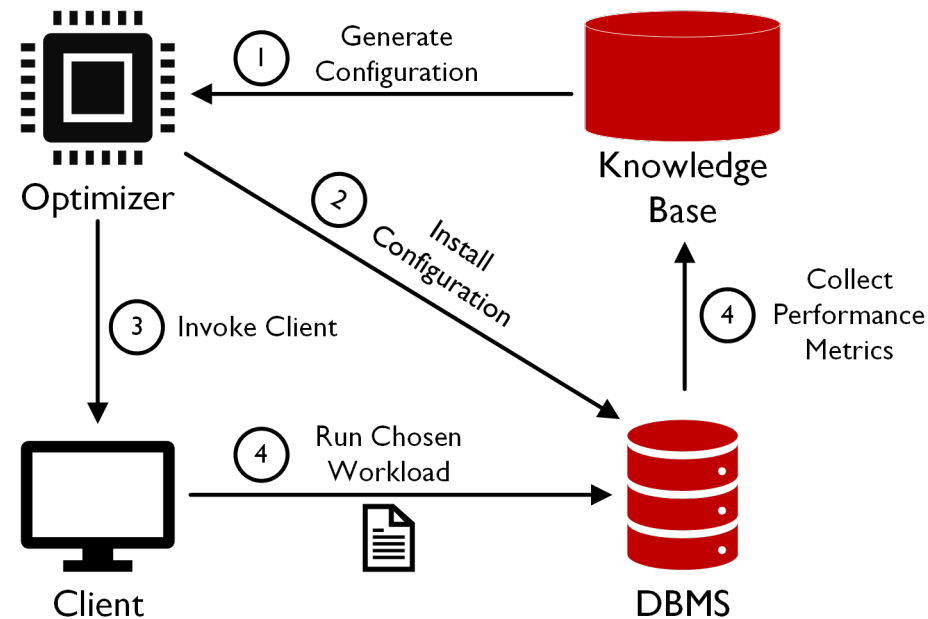 1
Generate
Configuration
Optimizer
Knowledge
Base
2
Install
Configuration
3
Invoke Client
4
Collect
Performance
Metrics
4
Run Chosen
Workload
Client
DBMS